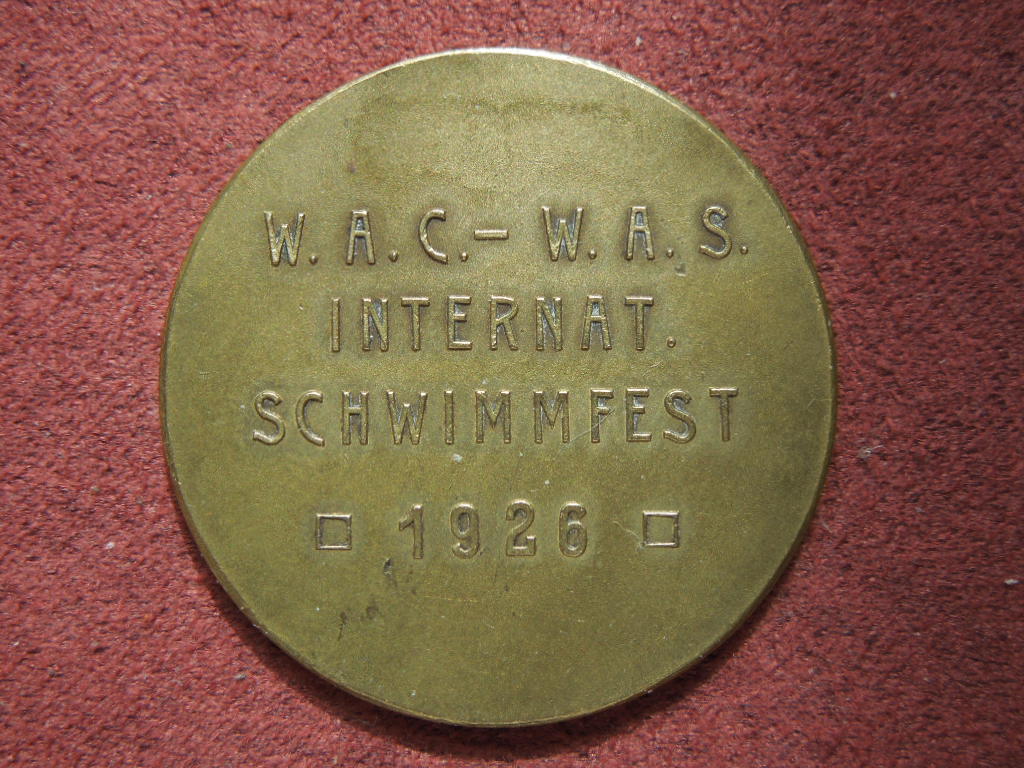 W. A. C. – W. A. S.
INTERNAT.
SCHWIMMFEST
□ 1926 □